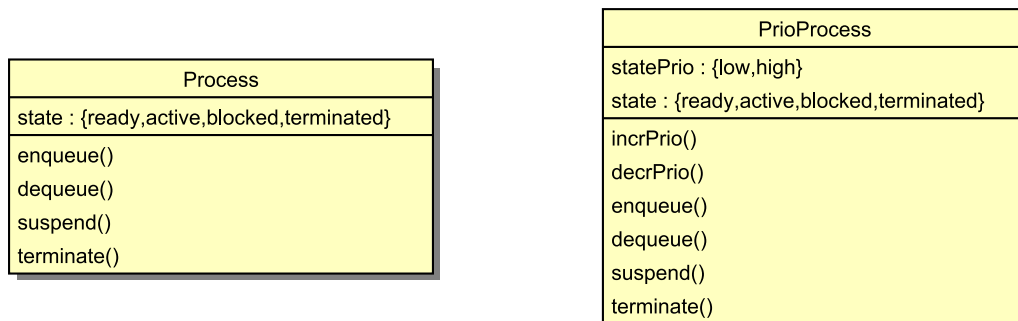 Process
state : {ready,active,blocked,terminated}
enqueue()
dequeue()
suspend()
terminate()
PrioProcess
statePrio : {low,high}
state : {ready,active,blocked,terminated}
incrPrio()
decrPrio()
enqueue()
dequeue()
suspend()
terminate()